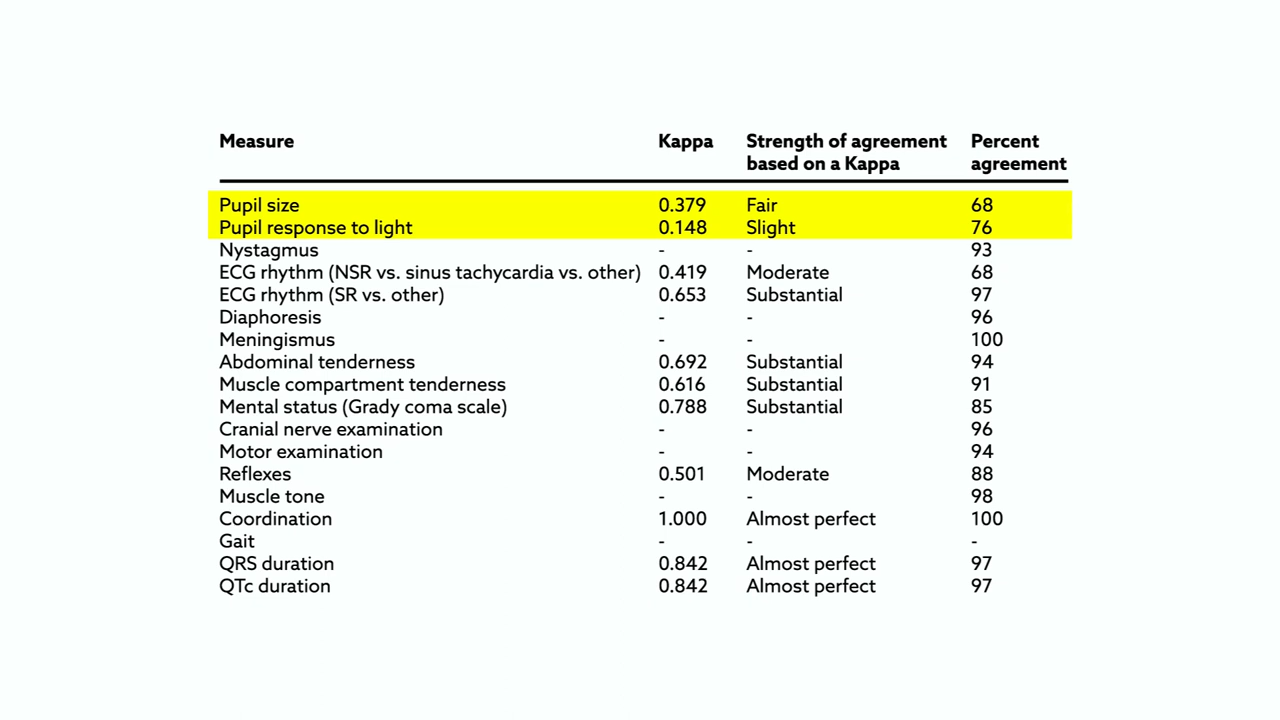 Measure Kappa Strength of agreement Percent
based on a Kappa agreement
Pupil size 0.379 Fair 68
Pupil response to light 0.148 Slight 76
Nystagmus - - 93
ECG rhythm (NSR vs. sinus tachycardia vs. other) 0.419 Moderate 68
ECG rhythm (SR vs. other) 0.653 Substantial 97
Diaphoresis - - 96
Meningismus - - 100
Abdominal tenderness 0.692 Substantial 94
Muscle compartment tenderness 0.616 Substantial 91
Mental status (Grady coma scale) 0.788 Substantial 85
Cranial nerve examination - - 96
Motor examination - - 94
Reflexes 0.501 Moderate 88
Muscle tone - - 98
Coordination 1.000 Almost perfect 100
Gait - - -
QRS duration 0.842 Almost perfect 97
QTc duration 0.842 Almost perfect 97